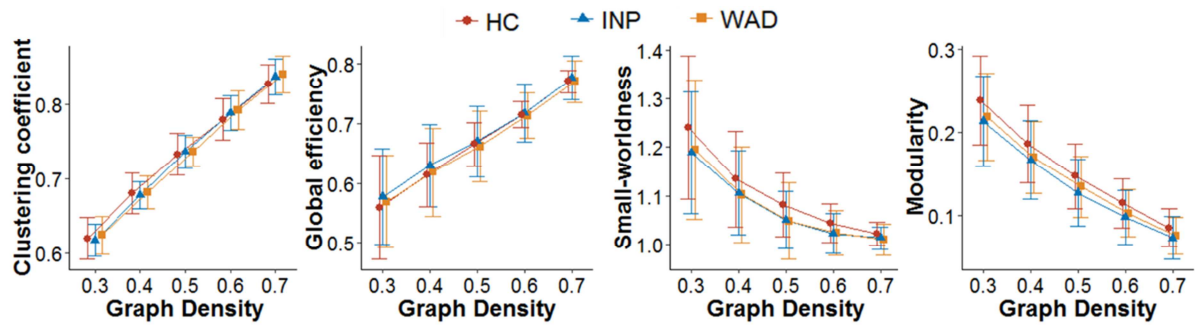 HC INP WAD
Clustering coefficient
0.8
0.7
0.6
0.3 0.4 0.5 0.6 0.7
Graph Density
Global efficiency
0.8
0.7
0.6
0.5
0.3 0.4 0.5 0.6 0.7
Graph Density
Small-worldness
1.4
1.3
1.2
1.1
1.0
0.3 0.4 0.5 0.6 0.7
Graph Density
Modularity
0.3
0.2
0.1
0.3 0.4 0.5 0.6 0.7
Graph Density